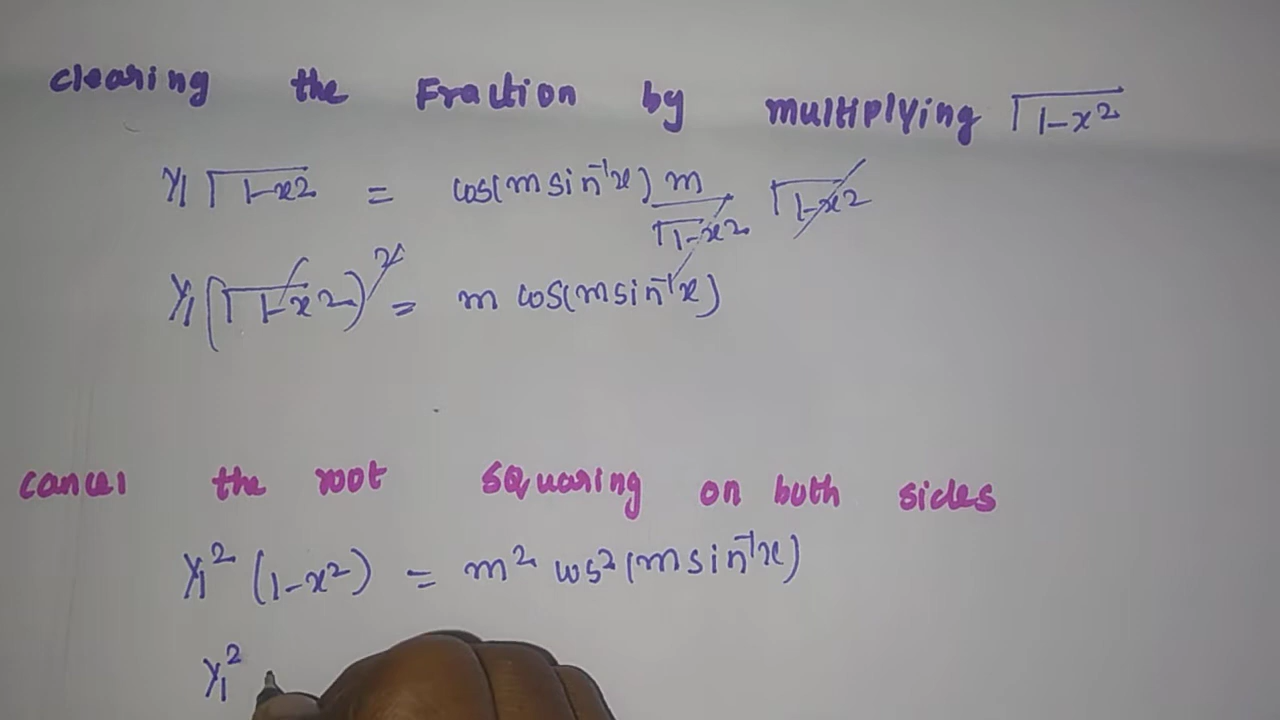 clearing the Fraction by multiplying √1-x²
y₁ √1-x² = cos(m sin⁻¹x) m/√1-x² √1-x²
y₁(√1-x²)² = m cos(m sin⁻¹x)
cancel the root squaring on both sides
y₁² (1-x²) = m² cos² (m sin⁻¹x)
y₁²